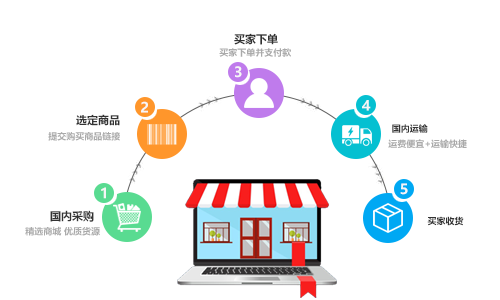 1
国内采购
精选商城 优质货源
2
选定商品
提交购买商品链接
买家下单
买家下单并支付款
3
4
国内运输
运费便宜+运输快捷
5
买家收货